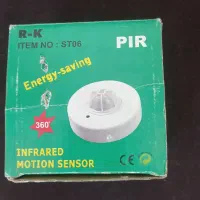 R-K
ITEM NO : ST06
PIR
Energy-saving
360°
INFRARED
MOTION SENSOR
CE